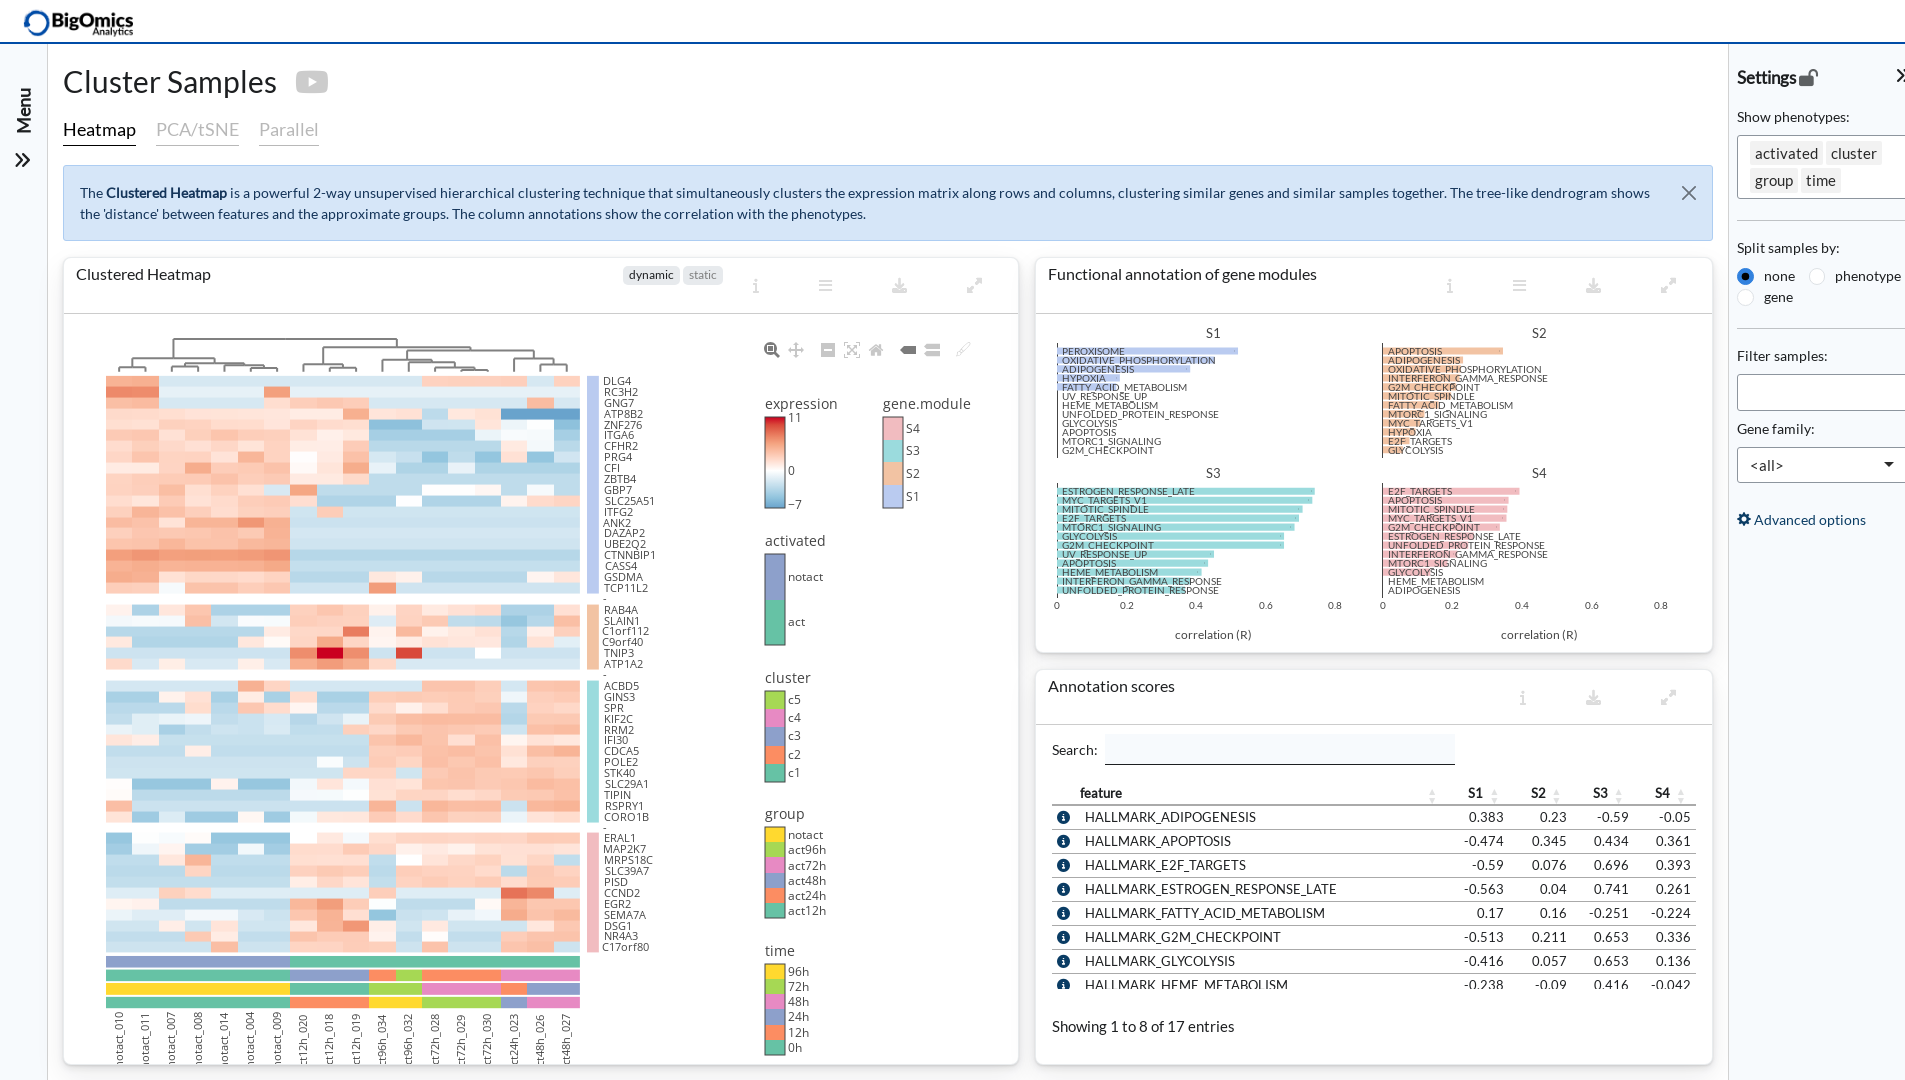 BigOmics
Analytics
Menu
Cluster Samples
Heatmap PCA/tSNE Parallel
The Clustered Heatmap is a powerful 2-way unsupervised hierarchical clustering technique that simultaneously clusters the expression matrix along rows and columns, clustering similar genes and similar samples together. The tree-like dendrogram shows
the 'distance' between features and the approximate groups. The column annotations show the correlation with the phenotypes.
Clustered Heatmap
dynamic static
DLG4
RC3H2
GNG7
ATP8B2
ZNF276
ITGA6
CFHR2
PRG4
CFI
ZBTB4
GBP7
SLC25A51
ITFG2
ANK2
DAZAP2
UBE2Q2
CTNNBIP1
CASS4
GSDMA
TCP11L2
-
RAB4A
SLAIN1
C1orf112
C9orf40
TNIP3
ATP1A2
-
ACBD5
GINS3
SPR
KIF2C
RRM2
IFI30
CDCA5
POLE2
STK40
SLC29A1
TIPIN
RSPRY1
CORO1B
-
ERAL1
MAP2K7
MRPS18C
SLC39A7
PISD
CCND2
EGR2
SEMA7A
DSG1
NR4A3
C17orf80
notact_010
notact_011
notact_007
notact_008
notact_014
notact_004
notact_009
ct12h_020
ct12h_018
ct12h_019
ct96h_034
ct96h_032
ct72h_028
ct72h_029
ct72h_030
ct24h_023
ct48h_026
ct48h_027
expression
11
0
−7
gene.module
S4
S3
S2
S1
activated
notact
act
cluster
c5
c4
c3
c2
c1
group
notact
act96h
act72h
act48h
act24h
act12h
time
96h
72h
48h
24h
12h
0h
Functional annotation of gene modules
S1
PEROXISOME
OXIDATIVE_PHOSPHORYLATION
ADIPOGENESIS
HYPOXIA
FATTY_ACID_METABOLISM
UV_RESPONSE_UP
HEME_METABOLISM
UNFOLDED_PROTEIN_RESPONSE
GLYCOLYSIS
APOPTOSIS
MTORC1_SIGNALING
G2M_CHECKPOINT
S2
APOPTOSIS
ADIPOGENESIS
OXIDATIVE_PHOSPHORYLATION
INTERFERON_GAMMA_RESPONSE
G2M_CHECKPOINT
MITOTIC_SPINDLE
FATTY_ACID_METABOLISM
MTORC1_SIGNALING
MYC_TARGETS_V1
HYPOXIA
E2F_TARGETS
GLYCOLYSIS
S3
ESTROGEN_RESPONSE_LATE
MYC_TARGETS_V1
MITOTIC_SPINDLE
E2F_TARGETS
MTORC1_SIGNALING
GLYCOLYSIS
G2M_CHECKPOINT
UV_RESPONSE_UP
APOPTOSIS
HEME_METABOLISM
INTERFERON_GAMMA_RESPONSE
UNFOLDED_PROTEIN_RESPONSE
0 0.2 0.4 0.6 0.8
correlation (R)
S4
E2F_TARGETS
APOPTOSIS
MITOTIC_SPINDLE
MYC_TARGETS_V1
G2M_CHECKPOINT
ESTROGEN_RESPONSE_LATE
UNFOLDED_PROTEIN_RESPONSE
INTERFERON_GAMMA_RESPONSE
MTORC1_SIGNALING
GLYCOLYSIS
HEME_METABOLISM
ADIPOGENESIS
0 0.2 0.4 0.6 0.8
correlation (R)
Annotation scores
Search:
feature S1 S2 S3 S4
HALLMARK_ADIPOGENESIS 0.383 0.23 -0.59 -0.05
HALLMARK_APOPTOSIS -0.474 0.345 0.434 0.361
HALLMARK_E2F_TARGETS -0.59 0.076 0.696 0.393
HALLMARK_ESTROGEN_RESPONSE_LATE -0.563 0.04 0.741 0.261
HALLMARK_FATTY_ACID_METABOLISM 0.17 0.16 -0.251 -0.224
HALLMARK_G2M_CHECKPOINT -0.513 0.211 0.653 0.336
HALLMARK_GLYCOLYSIS -0.416 0.057 0.653 0.136
HALLMARK_HEME_METABOLISM -0.238 -0.09 0.416 -0.042
Showing 1 to 8 of 17 entries
Settings
Show phenotypes:
activated cluster
group time
Split samples by:
none phenotype
gene
Filter samples:
Gene family:
<all>
Advanced options